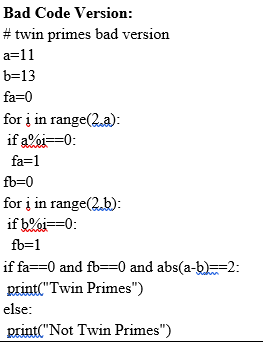 Bad Code Version:
# twin primes bad version
a=11
b=13
fa=0
for i in range(2,a):
 if a%i==0:
  fa=1
fb=0
for i in range(2,b):
 if b%i==0:
  fb=1
if fa==0 and fb==0 and abs(a-b)==2:
 print("Twin Primes")
else:
 print("Not Twin Primes")